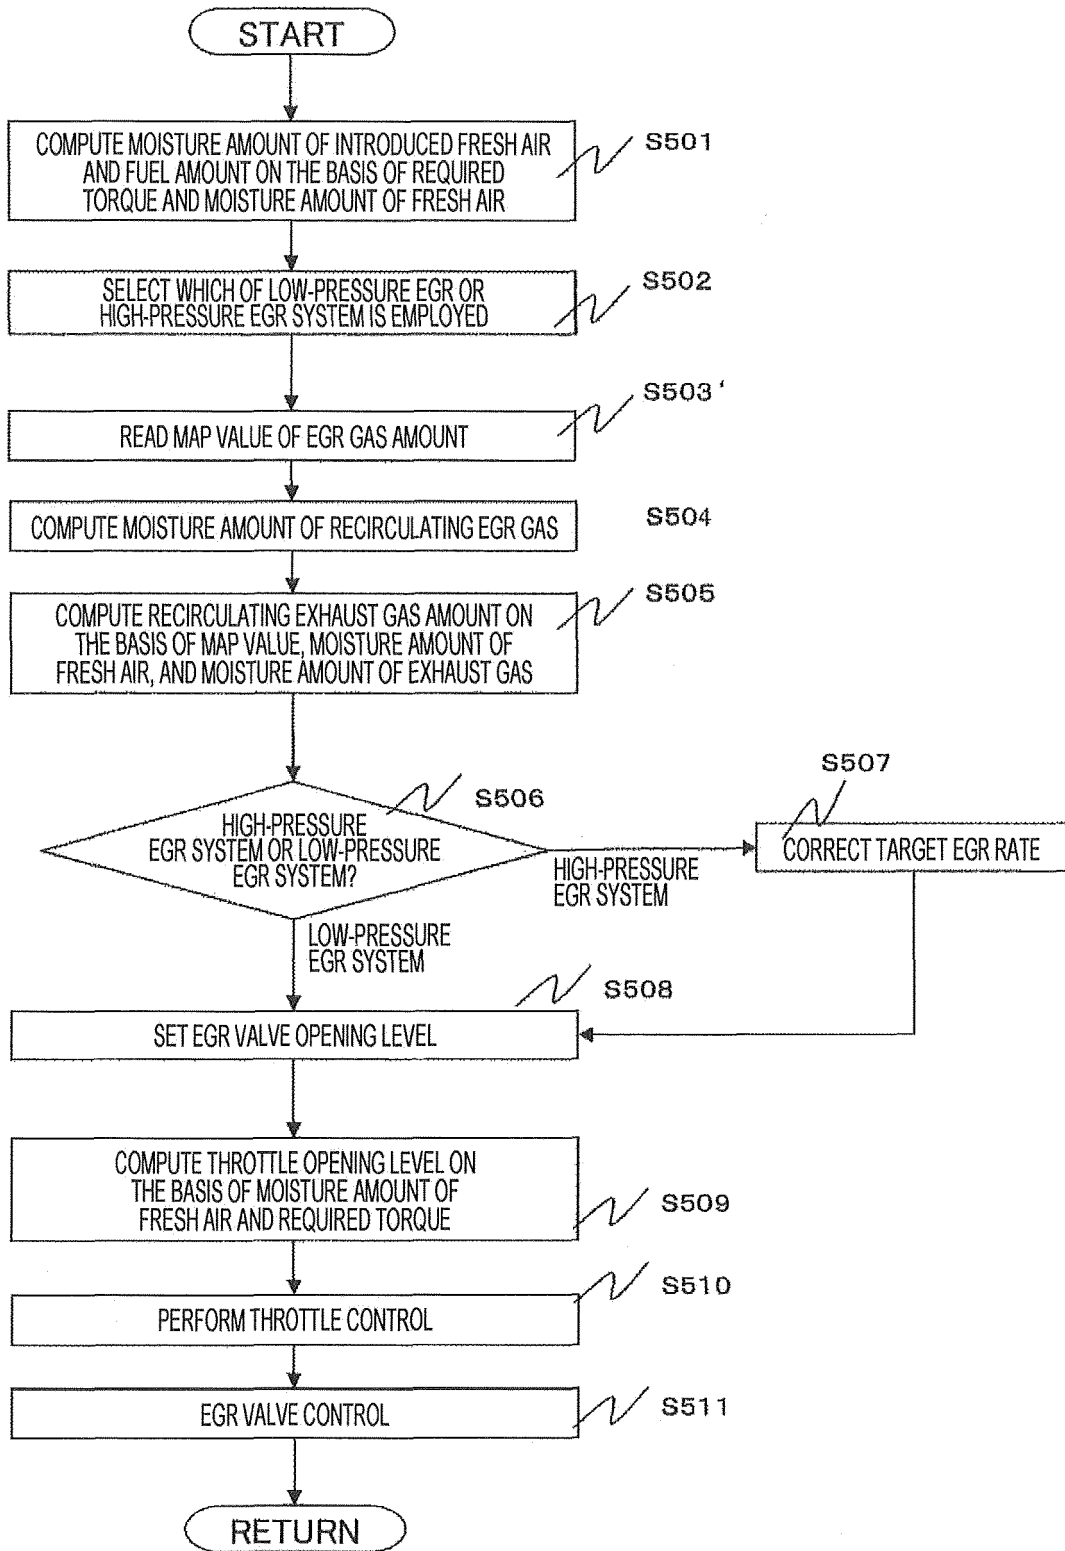 START
COMPUTE MOISTURE AMOUNT OF INTRODUCED FRESH AIR
AND FUEL AMOUNT ON THE BASIS OF REQUIRED
TORQUE AND MOISTURE AMOUNT OF FRESH AIR
S501
SELECT WHICH OF LOW-PRESSURE EGR OR
HIGH-PRESSURE EGR SYSTEM IS EMPLOYED
S502
READ MAP VALUE OF EGR GAS AMOUNT
S503'
COMPUTE MOISTURE AMOUNT OF RECIRCULATING EGR GAS
S504
COMPUTE RECIRCULATING EXHAUST GAS AMOUNT ON
THE BASIS OF MAP VALUE, MOISTURE AMOUNT OF
FRESH AIR, AND MOISTURE AMOUNT OF EXHAUST GAS
S505
HIGH-PRESSURE
EGR SYSTEM OR LOW-PRESSURE
EGR SYSTEM?
S506
HIGH-PRESSURE
EGR SYSTEM
S507
CORRECT TARGET EGR RATE
LOW-PRESSURE
EGR SYSTEM
S508
SET EGR VALVE OPENING LEVEL
COMPUTE THROTTLE OPENING LEVEL ON
THE BASIS OF MOISTURE AMOUNT OF
FRESH AIR AND REQUIRED TORQUE
S509
PERFORM THROTTLE CONTROL
S510
EGR VALVE CONTROL
S511
RETURN